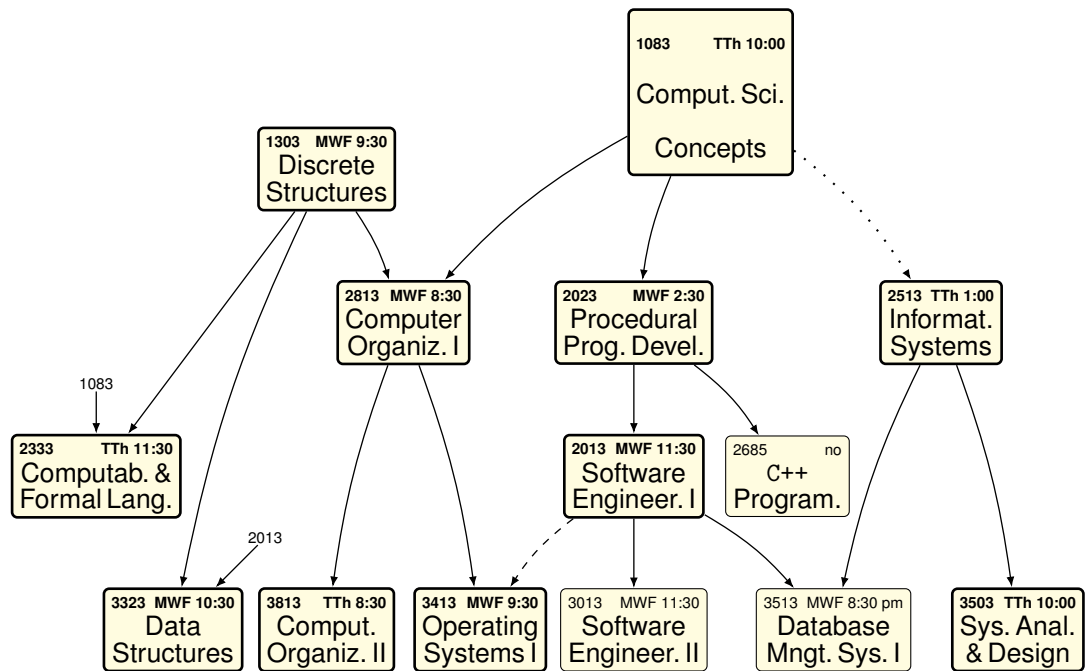 1083 TTh 10:00
Comput. Sci.
Concepts
1303 MWF 9:30
Discrete
Structures
2813 MWF 8:30
Computer
Organiz. I
2023 MWF 2:30
Procedural
Prog. Devel.
2513 TTh 1:00
Informat.
Systems
1083
2333 TTh 11:30
Computab. &
Formal Lang.
2013 MWF 11:30
Software
Engineer. I
2685 no
C++
Program.
2013
3323 MWF 10:30
Data
Structures
3813 TTh 8:30
Comput.
Organiz. II
3413 MWF 9:30
Operating
Systems I
3013 MWF 11:30
Software
Engineer. II
3513 MWF 8:30 pm
Database
Mngt. Sys. I
3503 TTh 10:00
Sys. Anal.
& Design